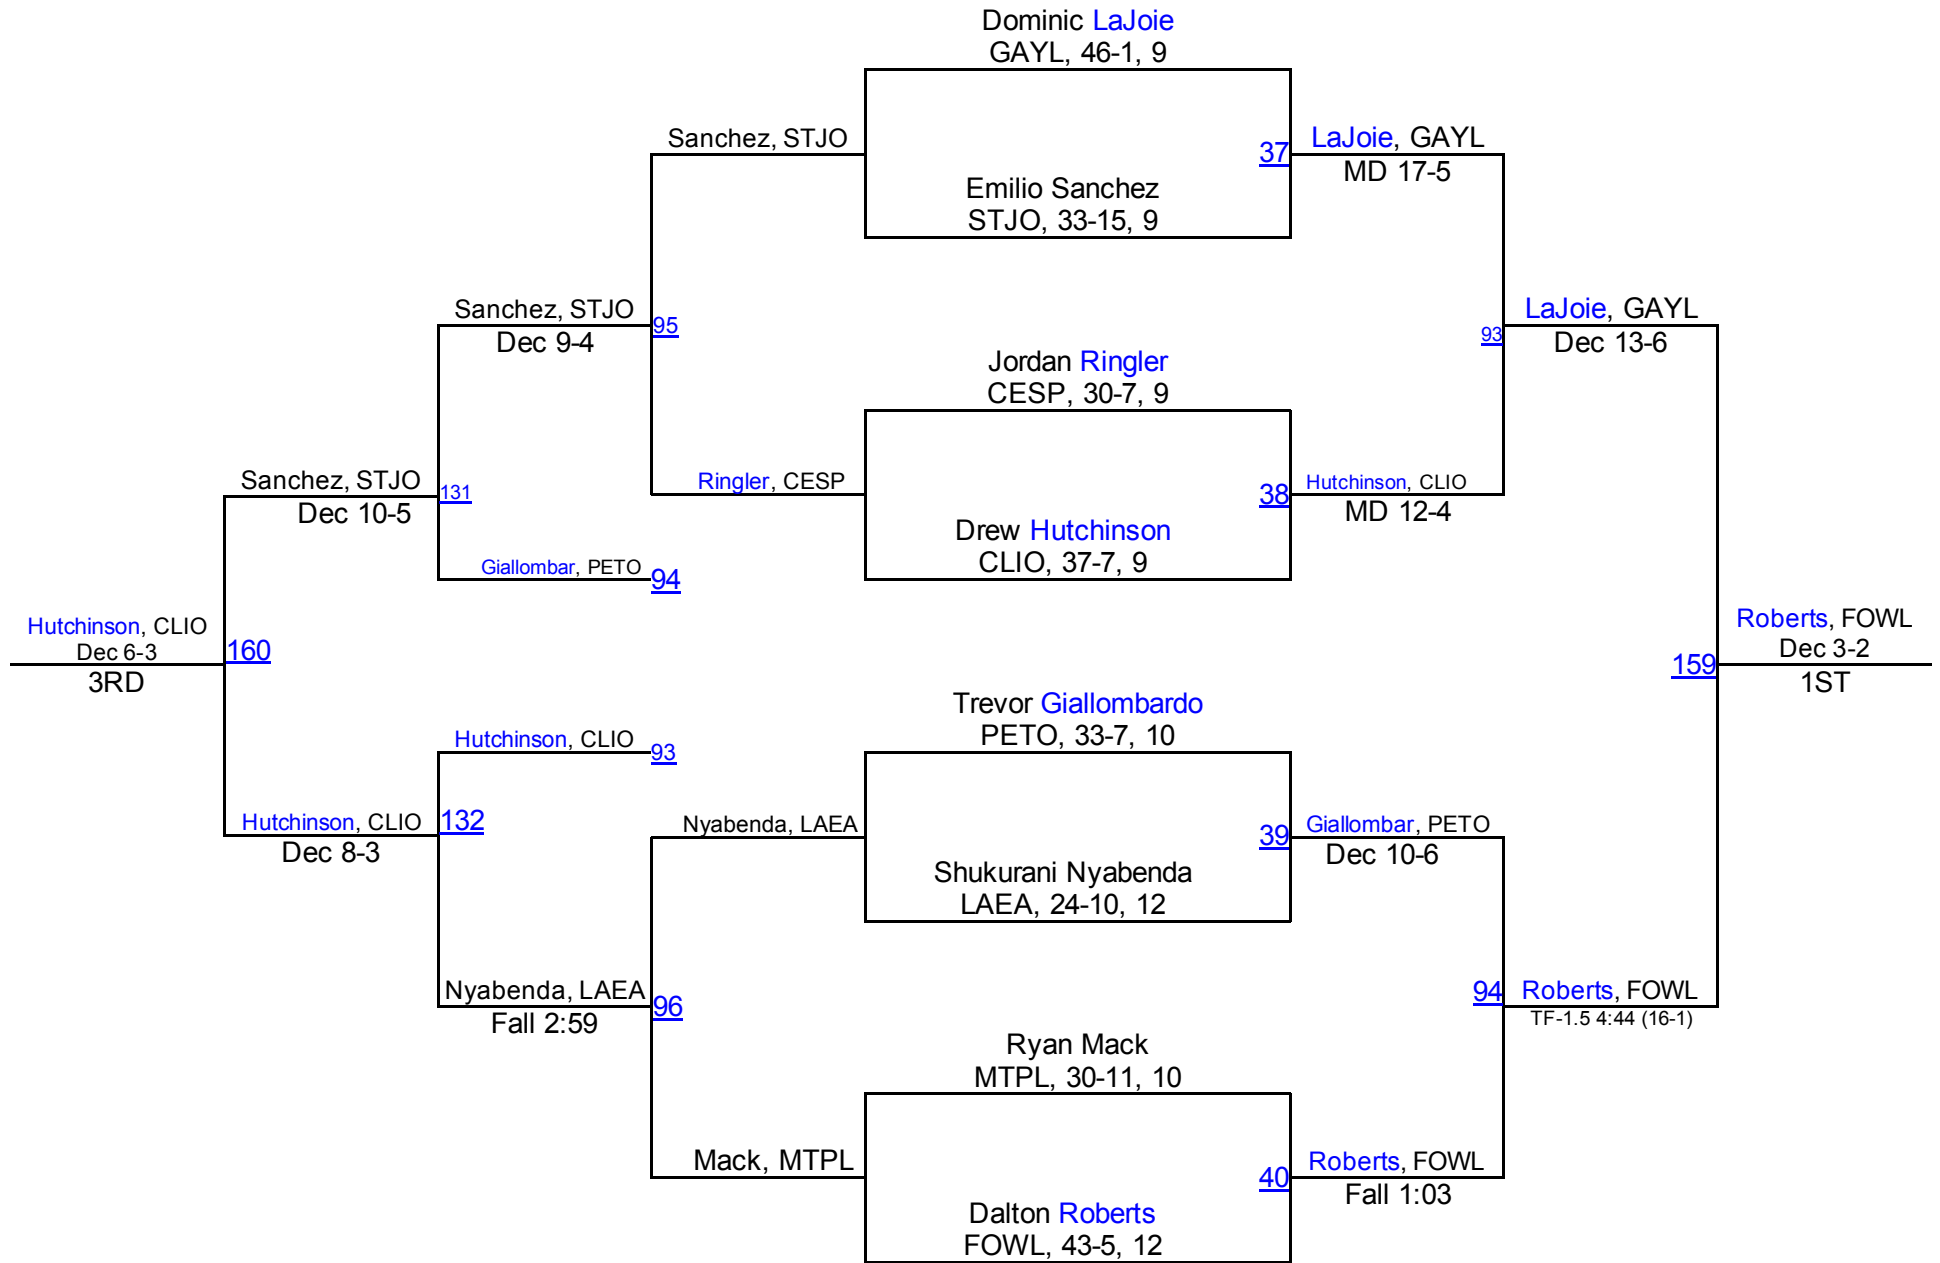 Dominic LaJoie
GAYL, 46-1, 9
Sanchez, STJO
37
LaJoie, GAYL
MD 17-5
Emilio Sanchez
STJO, 33-15, 9
Sanchez, STJO
Dec 9-4
95
93
LaJoie, GAYL
Dec 13-6
Jordan Ringler
CESP, 30-7, 9
Sanchez, STJO
Dec 10-5
131
Ringler, CESP
38
Hutchinson, CLIO
MD 12-4
Drew Hutchinson
CLIO, 37-7, 9
Giallombar, PETO
94
Hutchinson, CLIO
Dec 6-3
3RD
160
159
Roberts, FOWL
Dec 3-2
1ST
Trevor Giallombardo
PETO, 33-7, 10
Hutchinson, CLIO
93
Hutchinson, CLIO
Dec 8-3
132
Nyabenda, LAEA
39
Giallombar, PETO
Dec 10-6
Shukurani Nyabenda
LAEA, 24-10, 12
Nyabenda, LAEA
Fall 2:59
96
94
Roberts, FOWL
TF-1.5 4:44 (16-1)
Ryan Mack
MTPL, 30-11, 10
Mack, MTPL
40
Roberts, FOWL
Fall 1:03
Dalton Roberts
FOWL, 43-5, 12